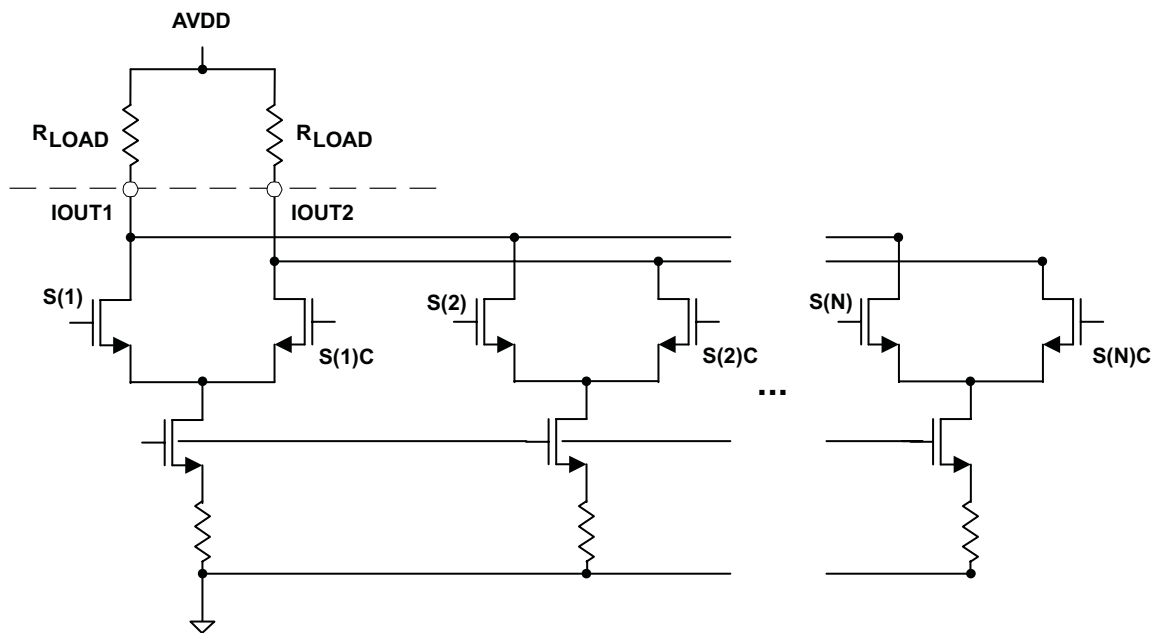 AVDD
RLOAD RLOAD
IOUT1 IOUT2
S(1) S(2) S(N)
S(1)C S(2)C S(N)C
...